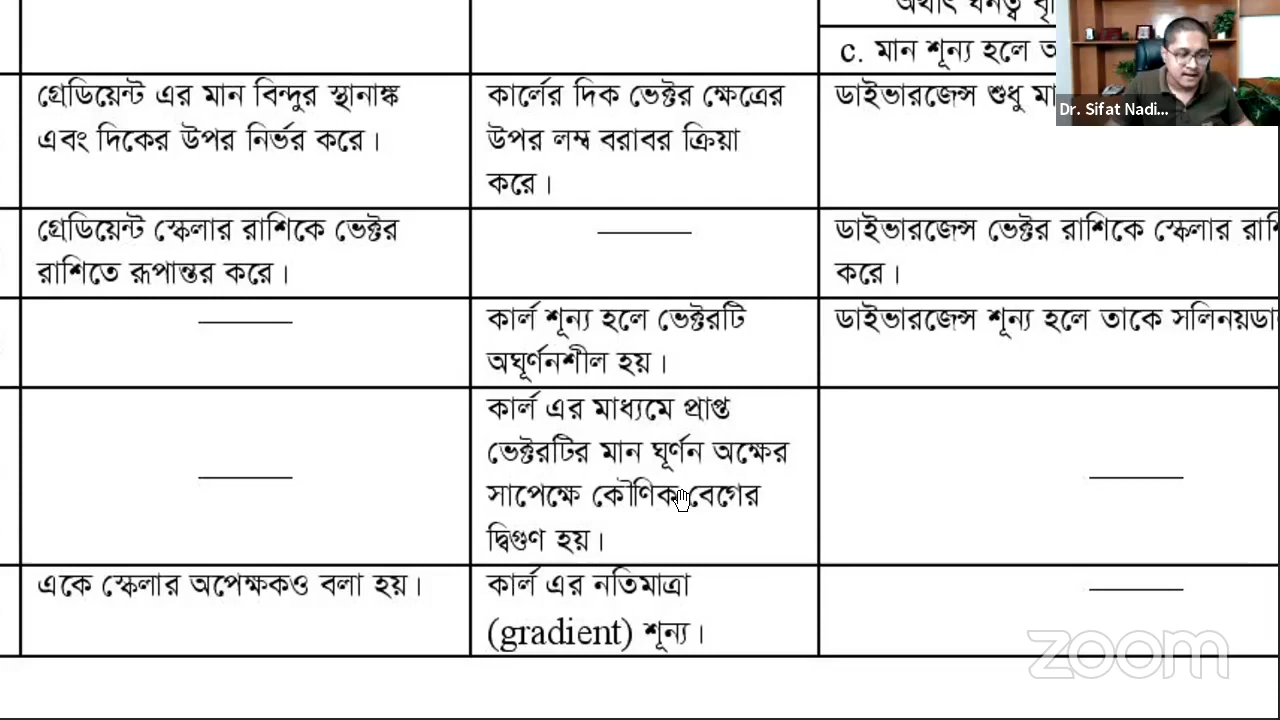 অর্থাৎ ঘনত্ব
c. মান শূন্য হলে
Dr. Sifat Nadi...
গ্রেডিয়েন্ট এর মান বিন্দুর স্থানাঙ্ক
এবং দিকের উপর নির্ভর করে।
কার্লের দিক ভেক্টর ক্ষেত্রের
উপর লম্ব বরাবর ক্রিয়া
করে।
ডাইভারজেন্স শুধু
গ্রেডিয়েন্ট স্কেলার রাশিকে ভেক্টর
রাশিতে রূপান্তর করে।
ডাইভারজেন্স ভেক্টর রাশিকে স্কেলার
করে।
কার্ল শূন্য হলে ভেক্টরটি
অঘূর্ণনশীল হয়।
ডাইভারজেন্স শূন্য হলে তাকে সলিনয়ডা
কার্ল এর মাধ্যমে প্রাপ্ত
ভেক্টরটির মান ঘূর্ণন অক্ষের
সাপেক্ষে কৌণিক বেগের
দ্বিগুণ হয়।
একে স্কেলার অপেক্ষকও বলা হয়।
কার্ল এর নতিমাত্রা
(gradient) শূন্য।
zoom